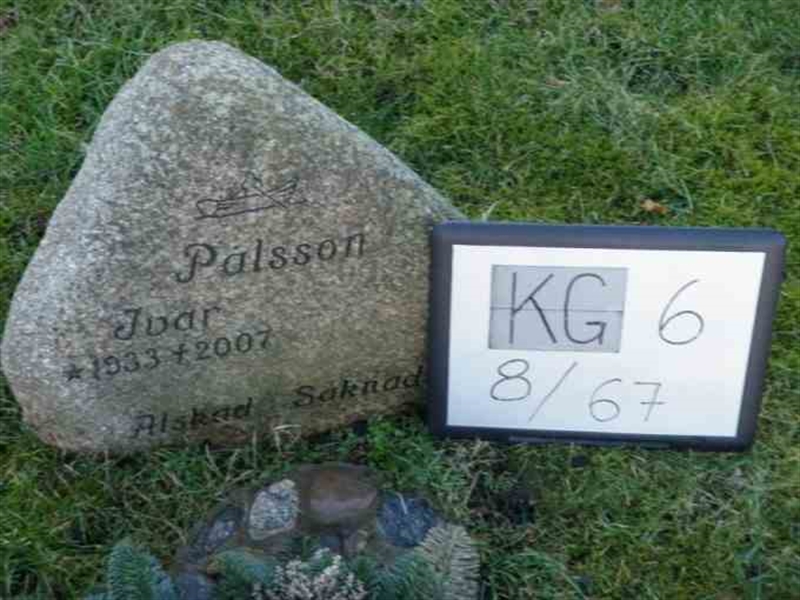 Pålsson
Ivar
*1933 †2007
Älskad Saknad
KG 6
8/67